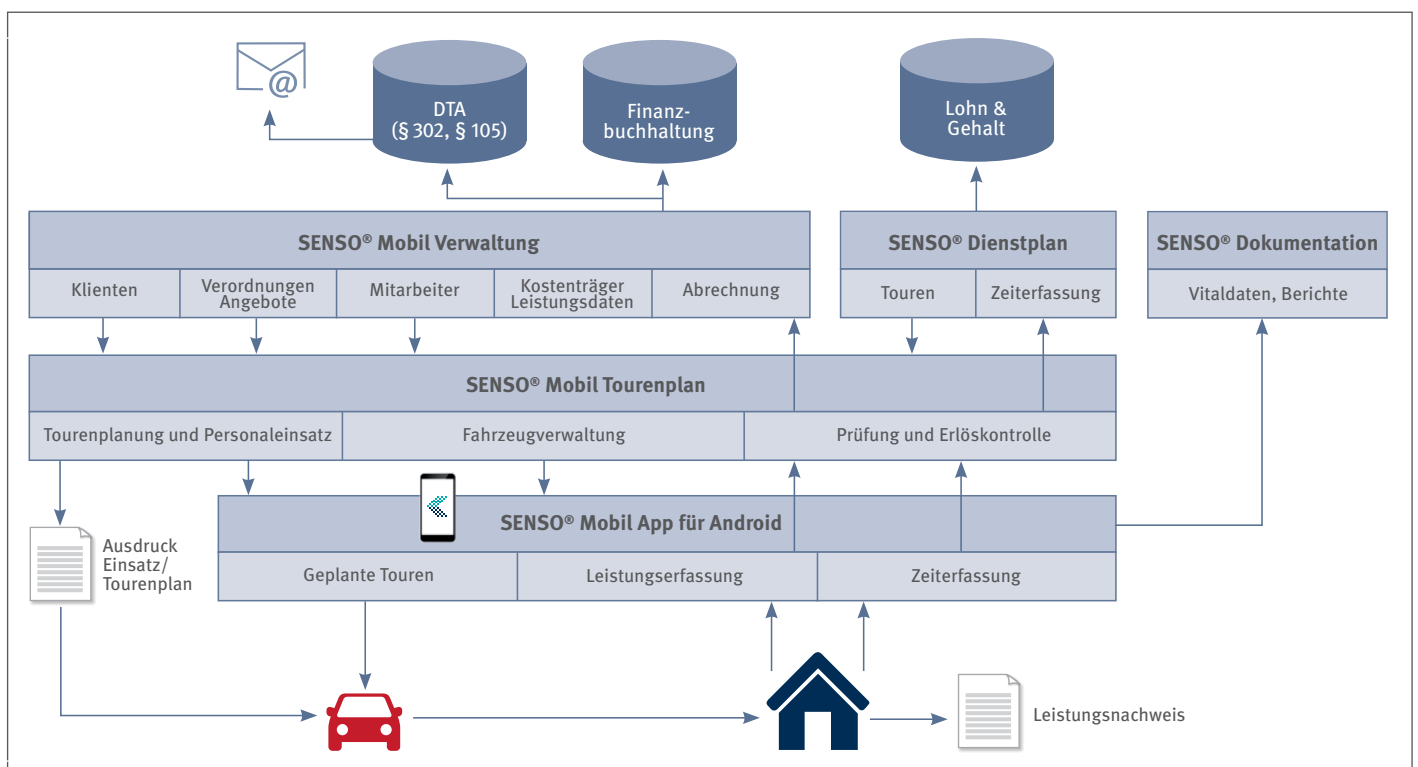 @
DTA
(§ 302, § 105)
Finanz-
buchhaltung
Lohn &
Gehalt
SENSO® Mobil Verwaltung
Klienten
Verordnungen
Angebote
Mitarbeiter
Kostenträger
Leistungsdaten
Abrechnung
SENSO® Dienstplan
Touren
Zeiterfassung
SENSO® Dokumentation
Vitaldaten, Berichte
SENSO® Mobil Tourenplan
Tourenplanung und Personaleinsatz
Fahrzeugverwaltung
Prüfung und Erlöskontrolle
SENSO® Mobil App für Android
Geplante Touren
Leistungserfassung
Zeiterfassung
Ausdruck
Einsatz/
Tourenplan
Leistungsnachweis